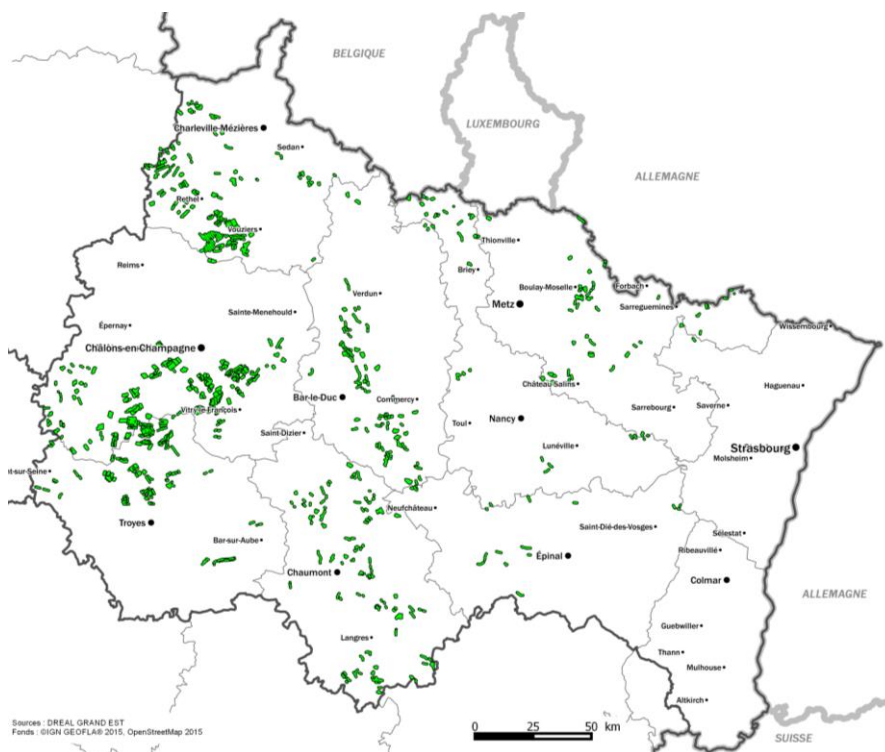 BELGIQUE
LUXEMBOURG
ALLEMAGNE
Charleville-Mézières
Sedan
Rethel
Vouziers
Thionville
Reims
Briey
Boulay-Moselle
Forbach
Verdun
Metz
Sarreguemines
Sainte-Menehould
Épernay
Wissembourg
Châlons-en-Champagne
Château-Salins
Haguenau
Bar-le-Duc
Commercy
Sarrebourg
Saverne
Vitry-le-François
Toul
Nancy
Saint-Dizier
Lunéville
Strasbourg
Molsheim
nt-sur-Seine
Neufchâteau
Troyes
Saint-Dié-des-Vosges
Sélestat
Bar-sur-Aube
Épinal
Ribeauvillé
Chaumont
Colmar
ALLEMAGNE
Guebwiller
Langres
Thann
Mulhouse
Altkirch
Sources : DREAL GRAND EST
Fonds : ©IGN GEOFLA® 2015, OpenStreetMap 2015
0 25 50 km
SUISSE